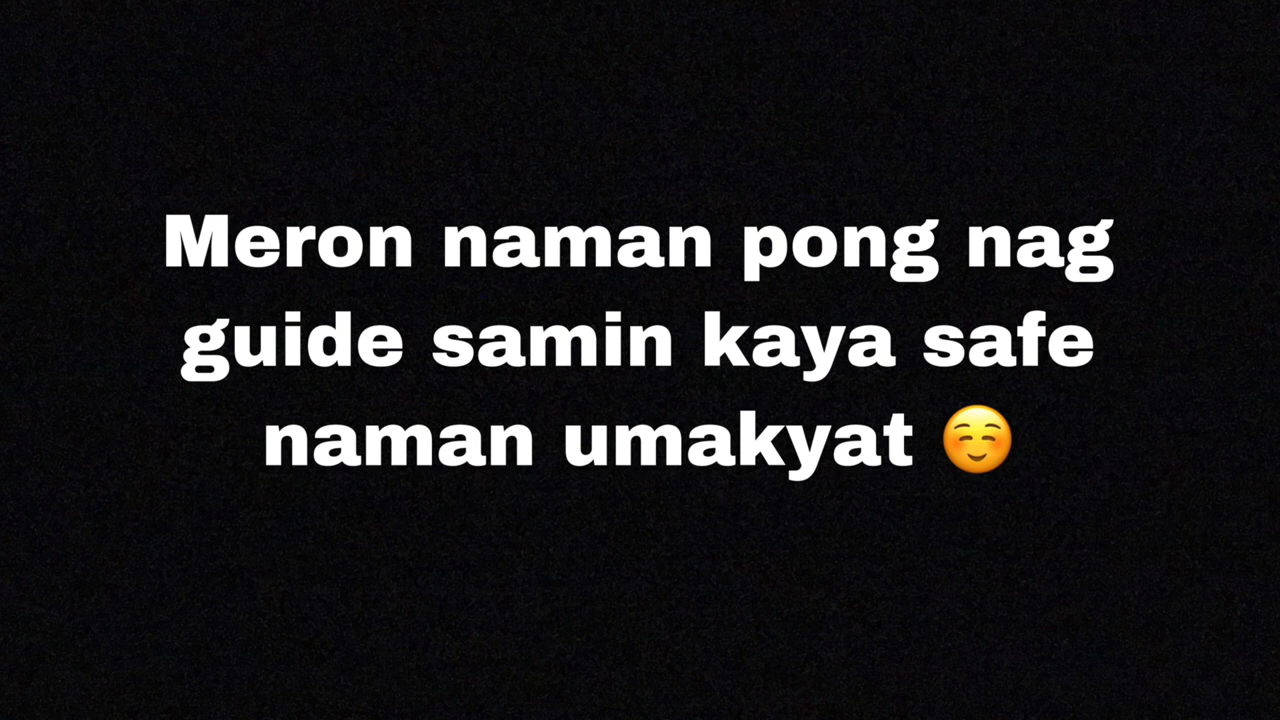 Meron naman pong nag
guide samin kaya safe
naman umakyat ☺️